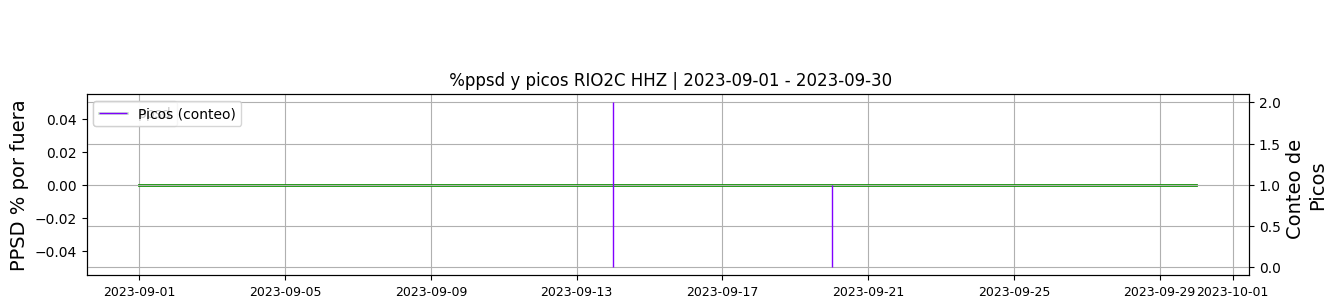 %ppsd y picos RIO2C HHZ | 2023-09-01 - 2023-09-30
Picos (conteo)
PPSD % por fuera
0.04
0.02
0.00
−0.02
−0.04
2.0
1.5
1.0
0.5
0.0
Conteo de
Picos
2023-09-01 2023-09-05 2023-09-09 2023-09-13 2023-09-17 2023-09-21 2023-09-25 2023-09-29 2023-10-01